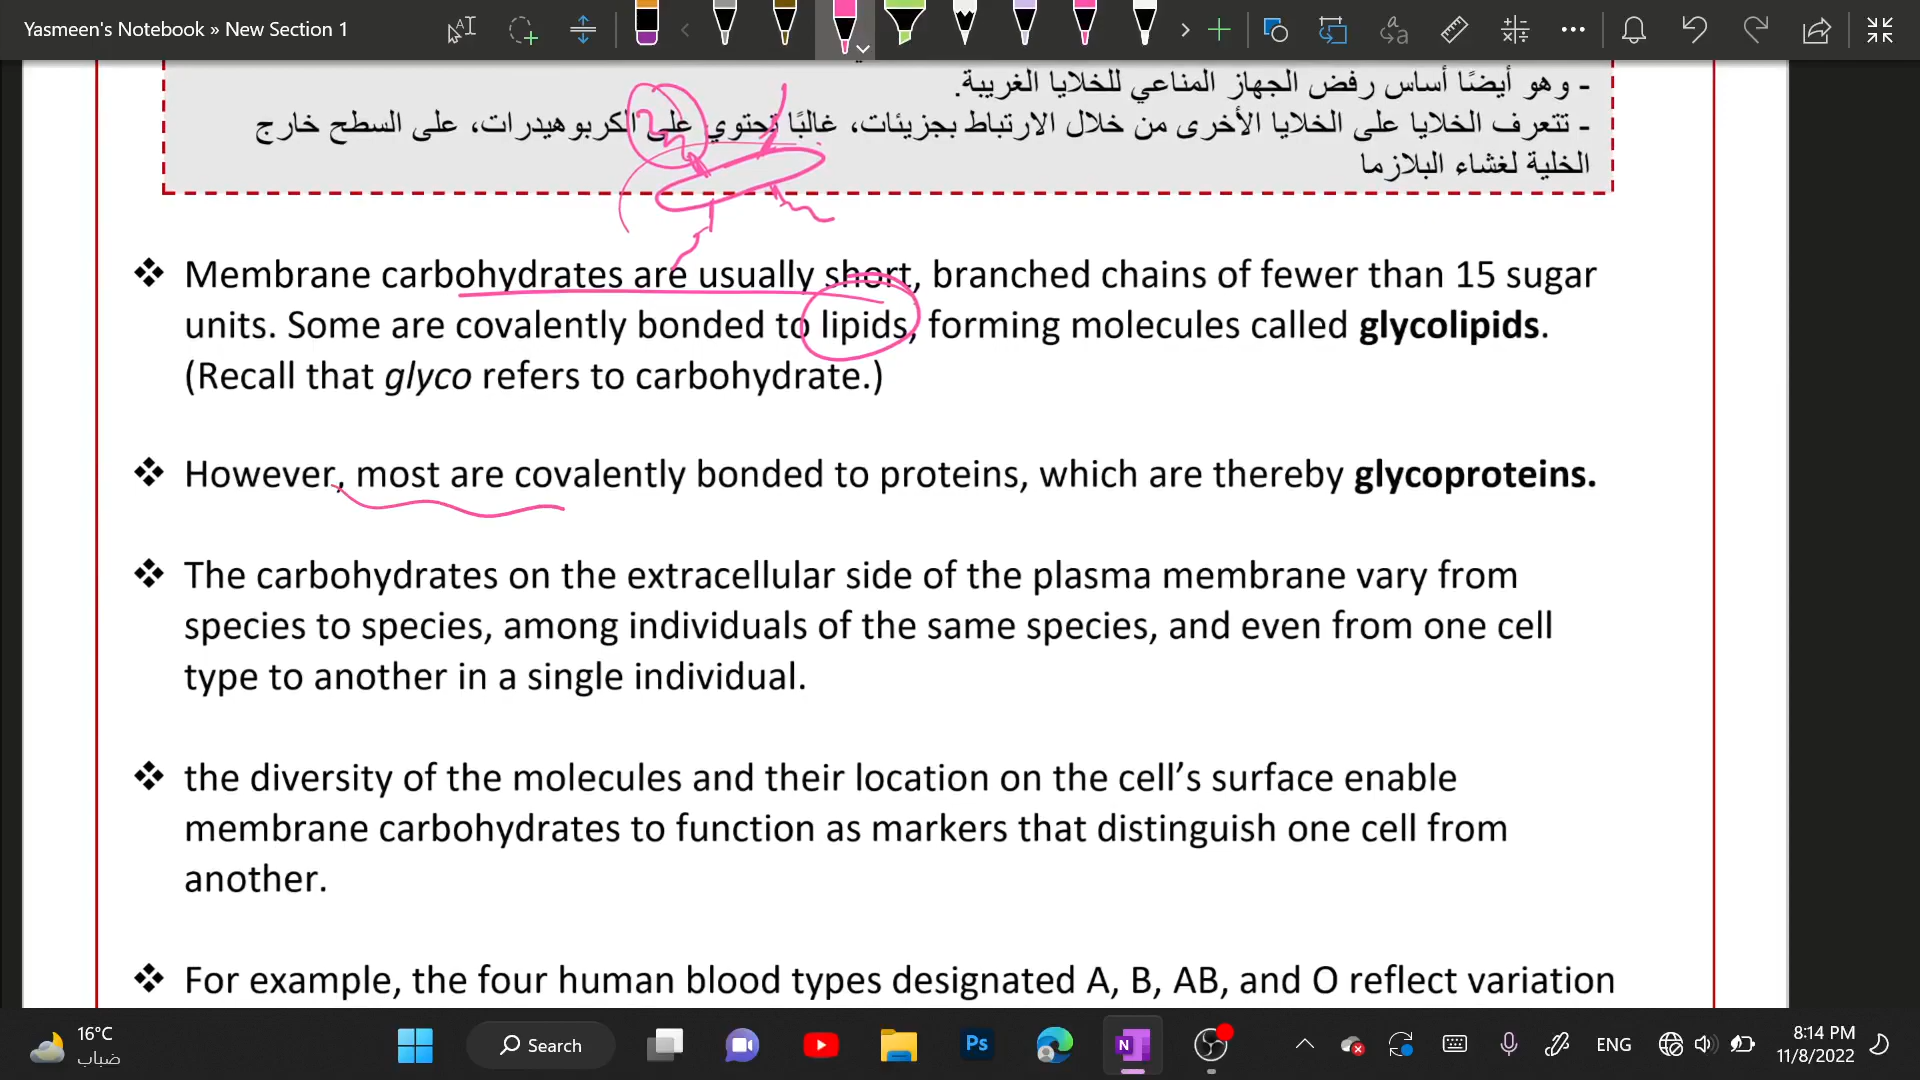 Yasmeen's Notebook » New Section 1
- وهو أيضًا أساس رفض الجهاز المناعي للخلايا الغريبة.
- تتعرف الخلايا على الخلايا الأخرى من خلال الارتباط بجزيئات، غالبًا تحتوي على الكربوهيدرات، على السطح خارج
الخلية لغشاء البلازما
❖ Membrane carbohydrates are usually short, branched chains of fewer than 15 sugar
units. Some are covalently bonded to lipids, forming molecules called glycolipids.
(Recall that glyco refers to carbohydrate.)
❖ However, most are covalently bonded to proteins, which are thereby glycoproteins.
❖ The carbohydrates on the extracellular side of the plasma membrane vary from
species to species, among individuals of the same species, and even from one cell
type to another in a single individual.
❖ the diversity of the molecules and their location on the cell’s surface enable
membrane carbohydrates to function as markers that distinguish one cell from
another.
❖ For example, the four human blood types designated A, B, AB, and O reflect variation
16°C
ضباب
Search
Ps
N
ENG
8:14 PM
11/8/2022